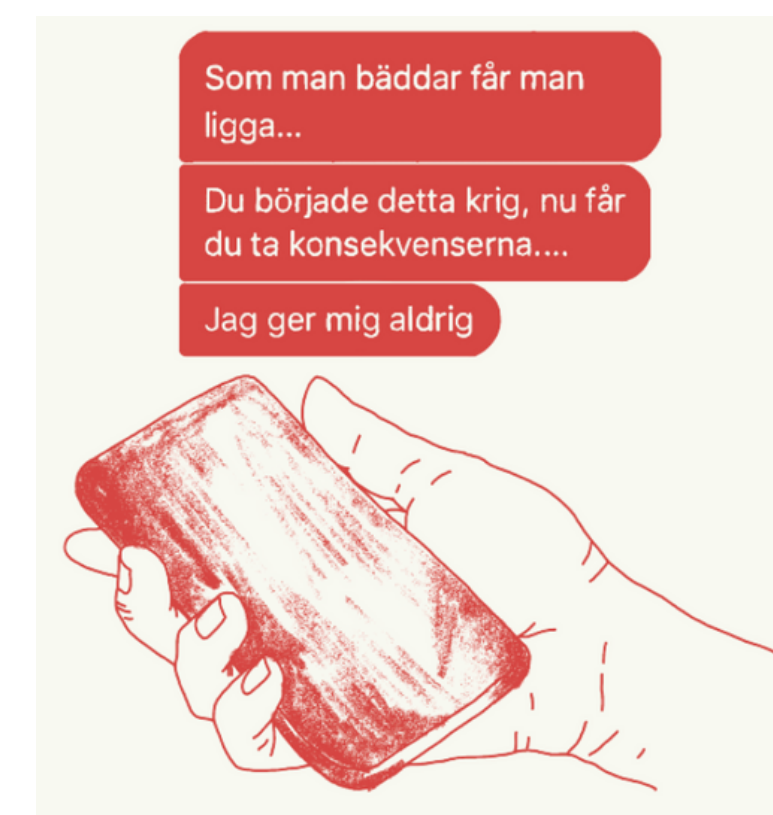 Som man bäddar får man
ligga...
Du började detta krig, nu får
du ta konsekvenserna....
Jag ger mig aldrig